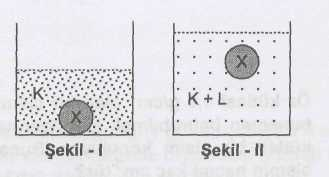 K
X
X
K + L
Şekil - I
Şekil - II